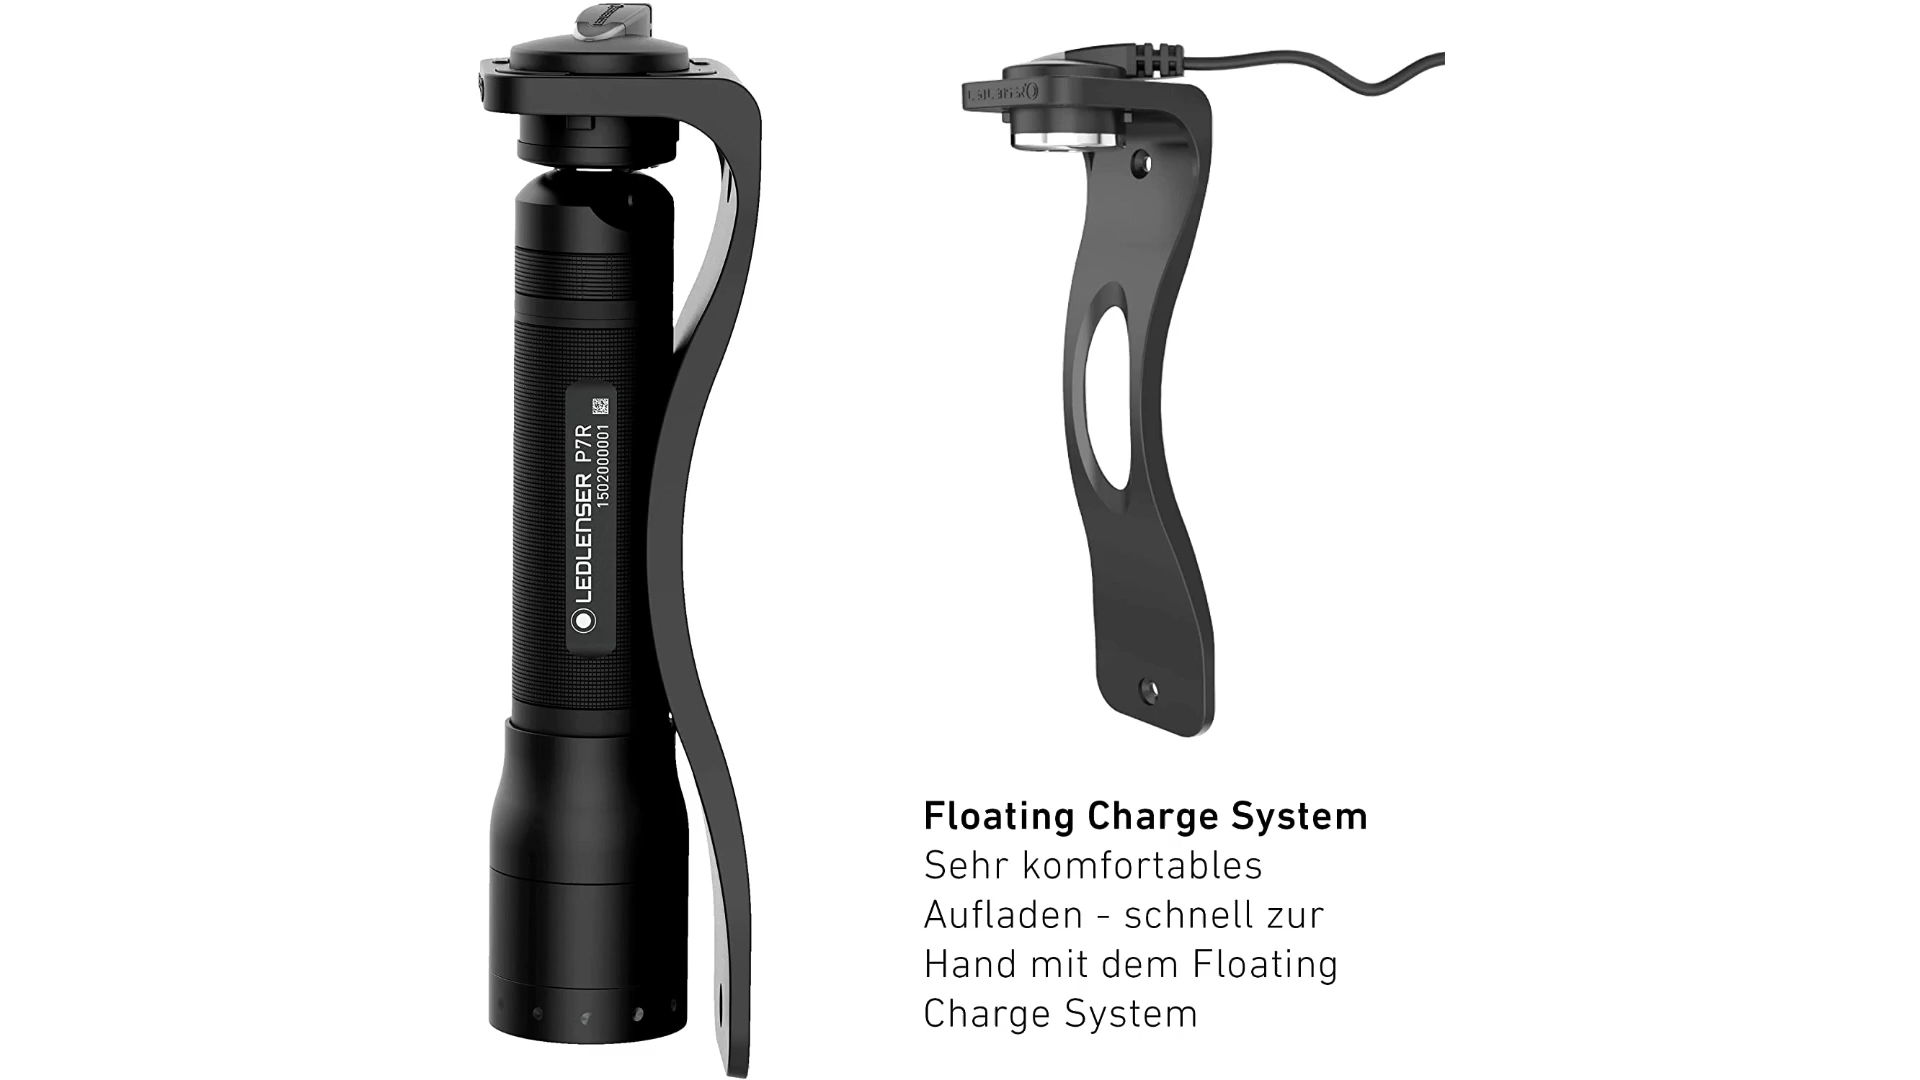 LEDLENSER P7R
1502000001
Floating Charge System
Sehr komfortables
Aufladen - schnell zur
Hand mit dem Floating
Charge System